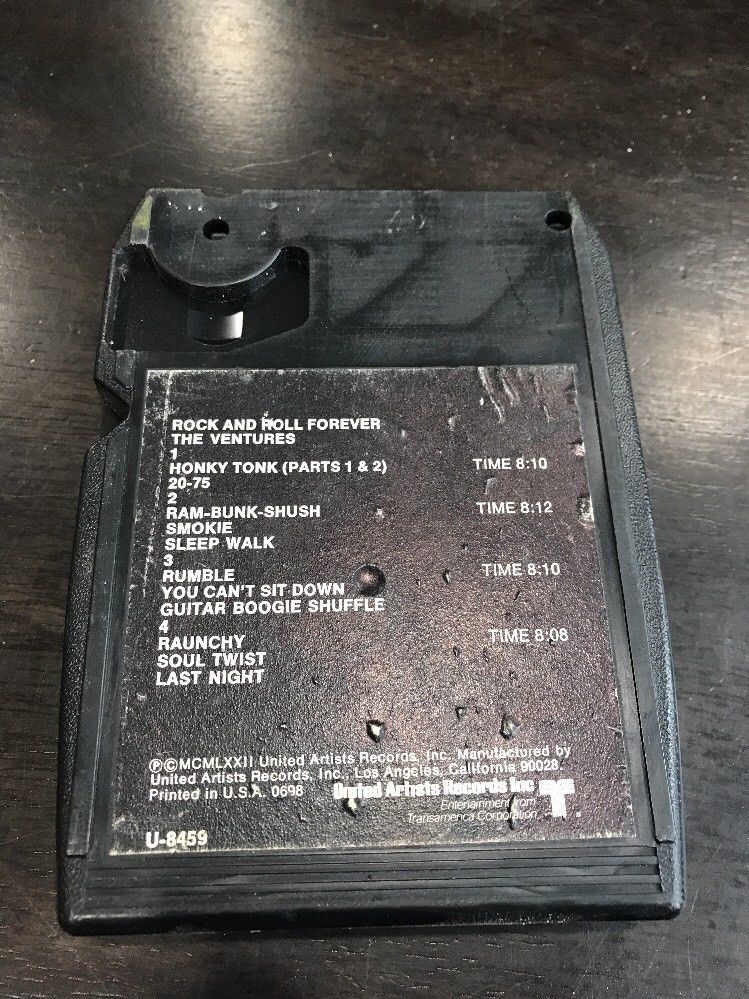 ROCK AND ROLL FOREVER
THE VENTURES
1
HONKY TONK (PARTS 1 & 2) TIME 8:10
20-75
2
RAM-BUNK-SHUSH TIME 8:12
SMOKIE
SLEEP WALK
3
RUMBLE TIME 8:10
YOU CAN'T SIT DOWN
GUITAR BOOGIE SHUFFLE
4
RAUNCHY TIME 8:08
SOUL TWIST
LAST NIGHT
℗©MCMLXXII United Artists Records, Inc. Manufactured by
United Artists Records, Inc., Los Angeles, California 90028.
Printed in U.S.A. 0698 United Artists Records Inc
Entertainment from
Transamerica Corporation
U-8459